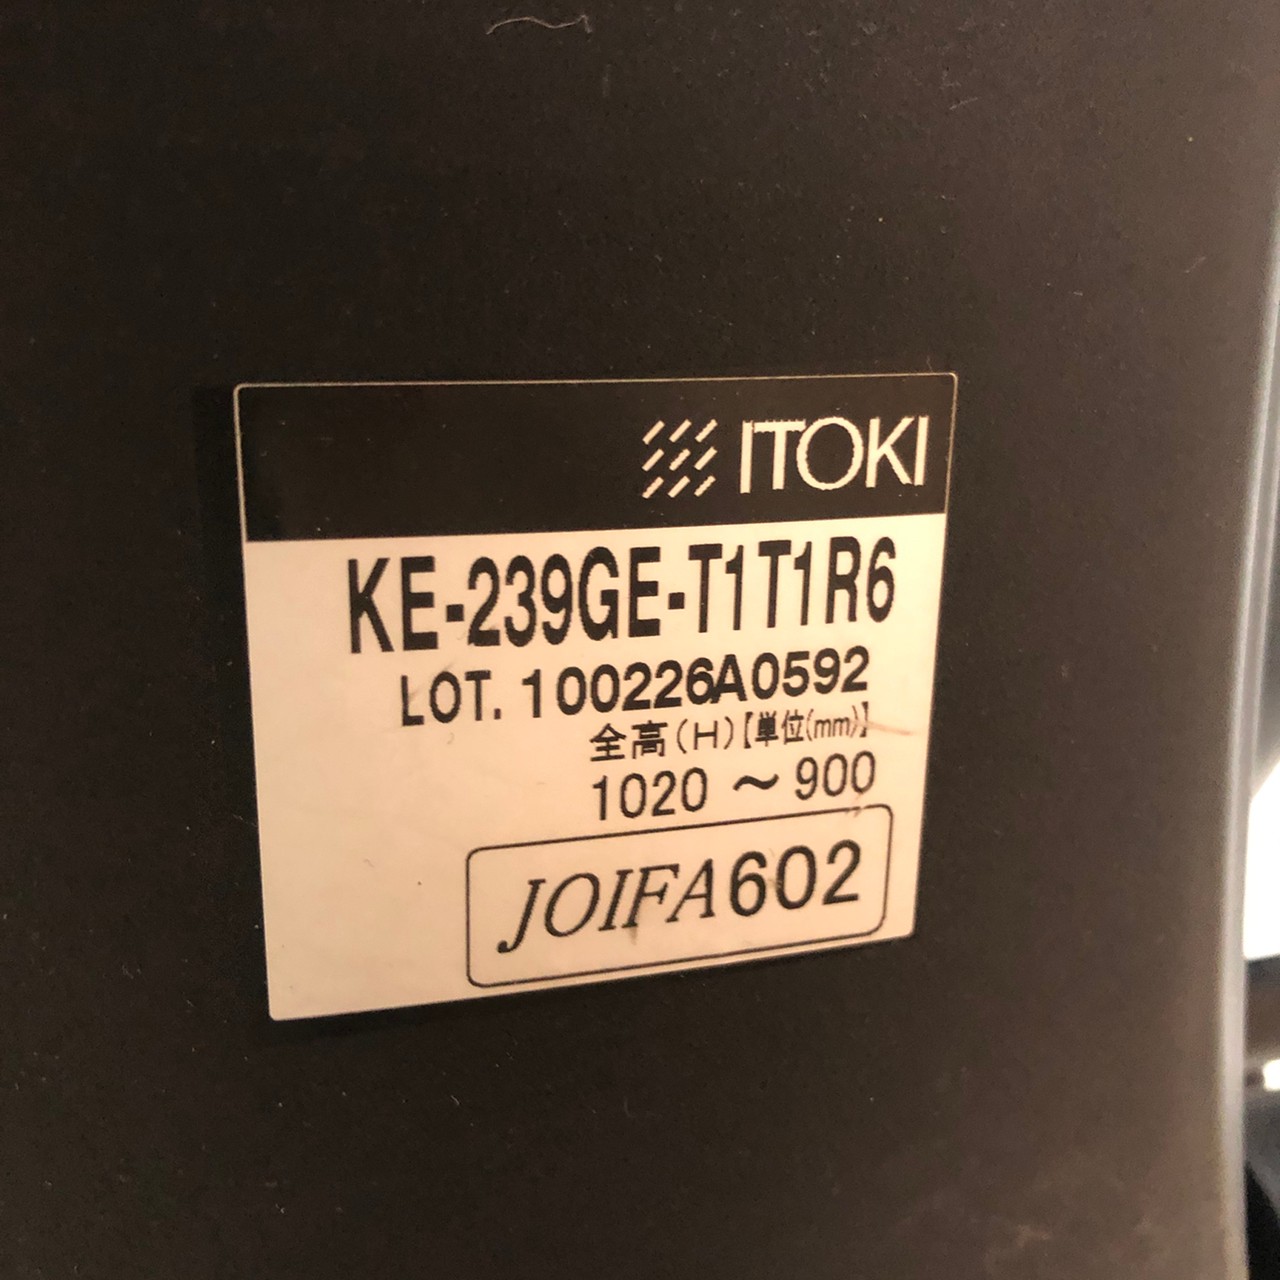 ITOKI
KE-239GE-T1T1R6
LOT. 100226A0592
全高(H)【単位(mm)】
1020 〜 900
JOIFA602